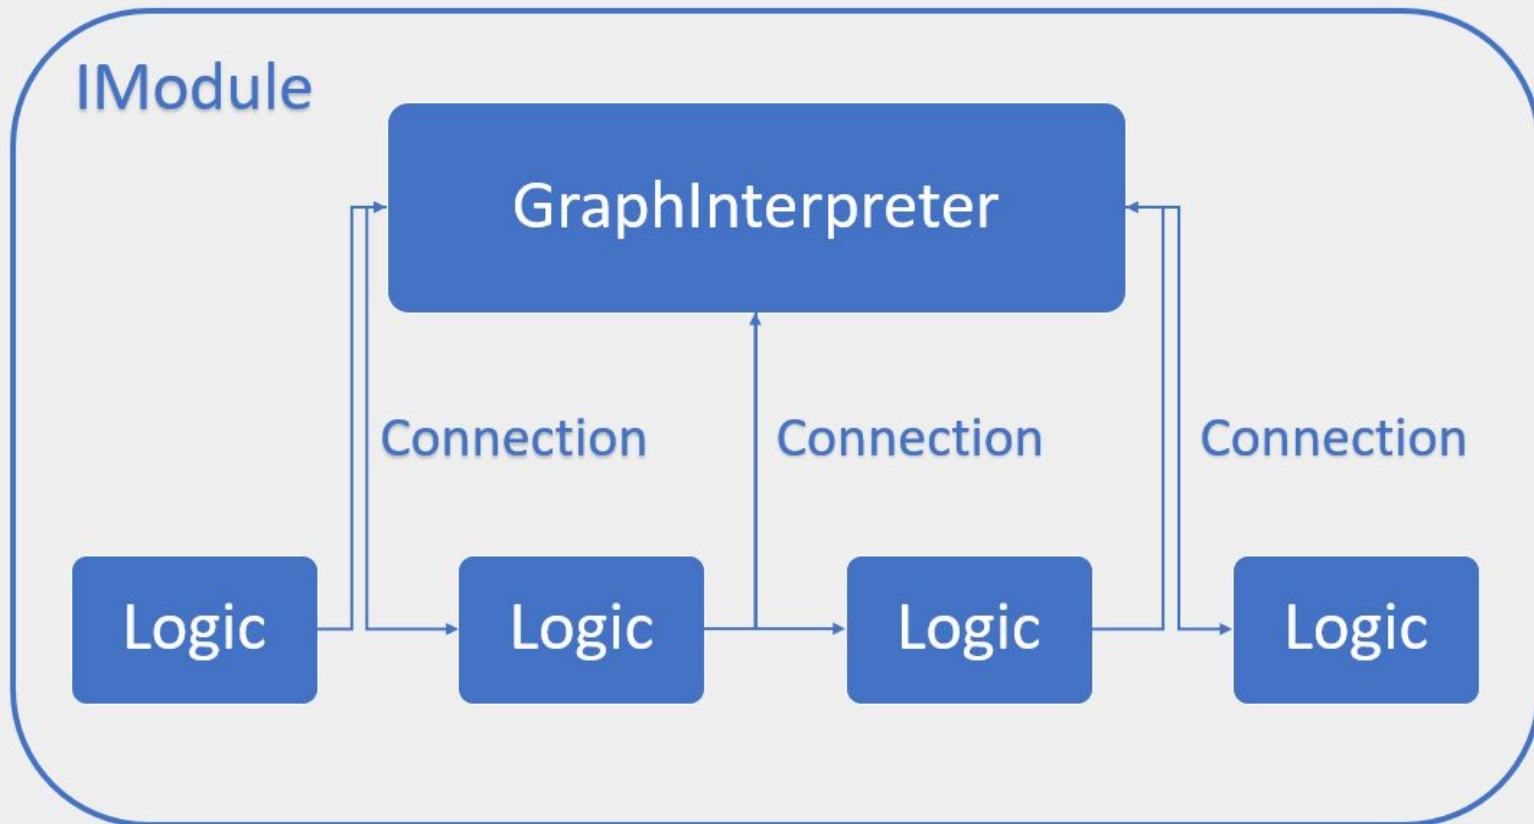 IModule
GraphInterpreter
Connection
Connection
Connection
Logic
Logic
Logic
Logic